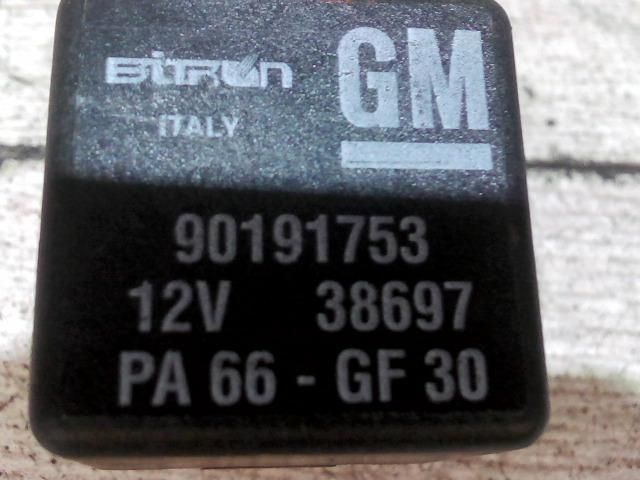 BiTRON
GM
ITALY
90191753
12V 38697
PA 66 - GF 30